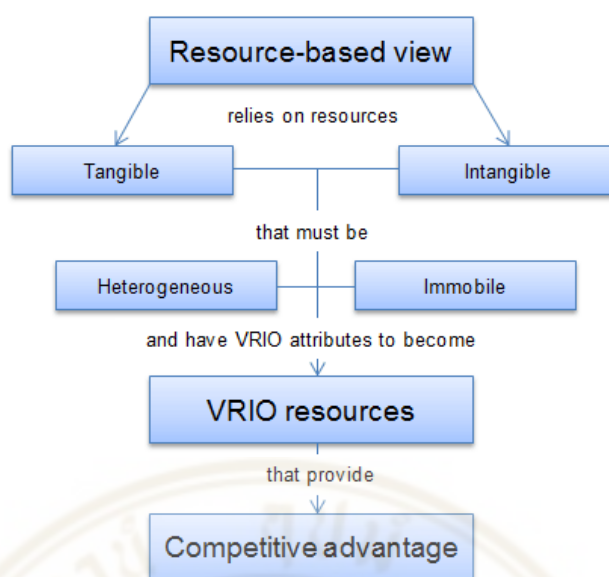 Resource-based view
relies on resources
Tangible
Intangible
that must be
Heterogeneous
Immobile
and have VRIO attributes to become
VRIO resources
that provide
Competitive advantage